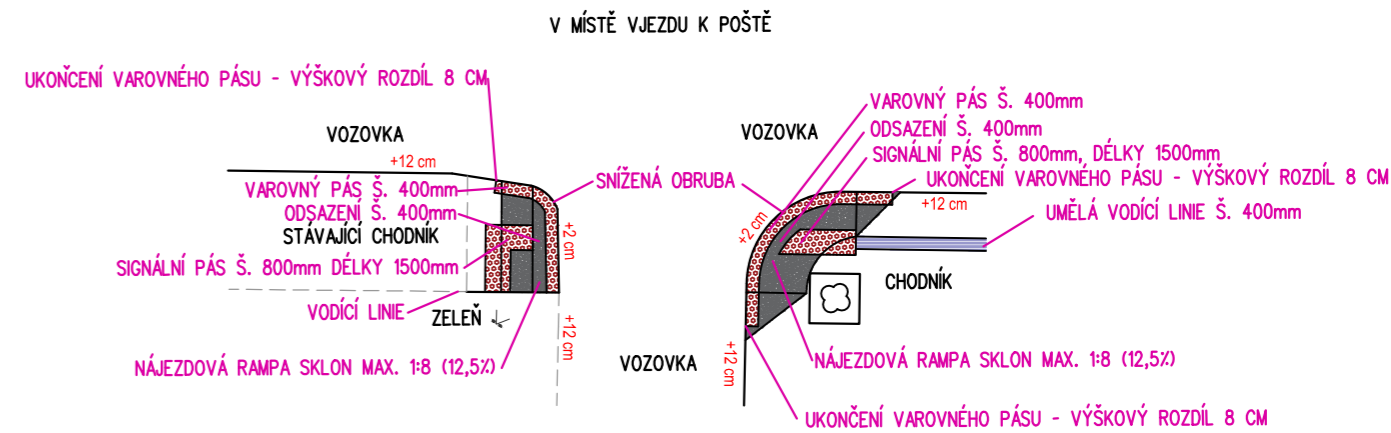 V MÍSTĚ VJEZDU K POŠTĚ
UKONČENÍ VAROVNÉHO PÁSU - VÝŠKOVÝ ROZDÍL 8 CM
VOZOVKA
+12 cm
VAROVNÝ PÁS Š. 400mm
ODSAZENÍ Š. 400mm
STÁVAJÍCÍ CHODNÍK
SIGNÁLNÍ PÁS Š. 800mm DÉLKY 1500mm
VODÍCÍ LINIE
ZELEŇ
NÁJEZDOVÁ RAMPA SKLON MAX. 1:8 (12,5%)
+2 cm
+12 cm
SNÍŽENÁ OBRUBA
VOZOVKA
VOZOVKA
VAROVNÝ PÁS Š. 400mm
ODSAZENÍ Š. 400mm
SIGNÁLNÍ PÁS Š. 800mm, DÉLKY 1500mm
UKONČENÍ VAROVNÉHO PÁSU - VÝŠKOVÝ ROZDÍL 8 CM
+12 cm
UMĚLÁ VODÍCÍ LINIE Š. 400mm
+2 cm
CHODNÍK
+12 cm
NÁJEZDOVÁ RAMPA SKLON MAX. 1:8 (12,5%)
UKONČENÍ VAROVNÉHO PÁSU - VÝŠKOVÝ ROZDÍL 8 CM